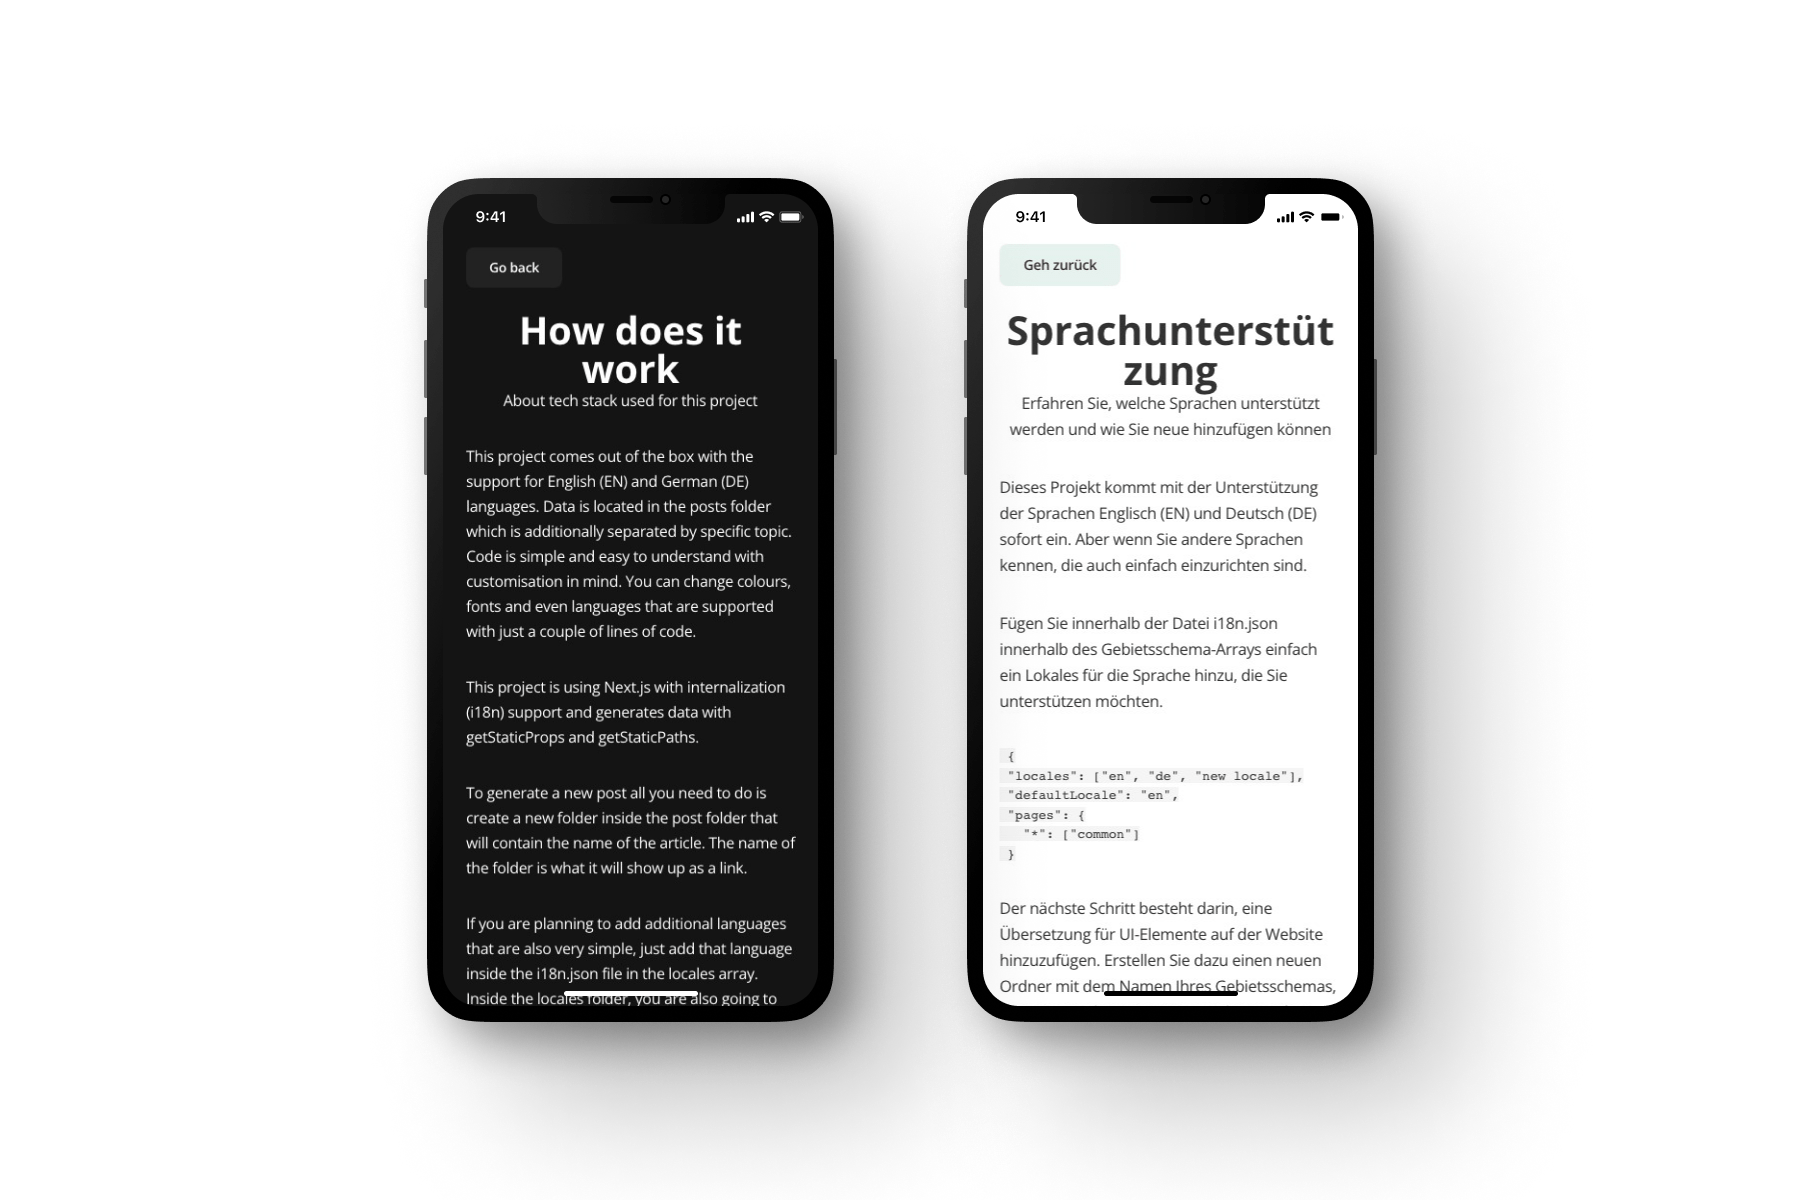 9:41
Go back
How does it
work
About tech stack used for this project
This project comes out of the box with the
support for English (EN) and German (DE)
languages. Data is located in the posts folder
which is additionally separated by specific topic.
Code is simple and easy to understand with
customisation in mind. You can change colours,
fonts and even languages that are supported
with just a couple of lines of code.
This project is using Next.js with internalization
(i18n) support and generates data with
getStaticProps and getStaticPaths.
To generate a new post all you need to do is
create a new folder inside the post folder that
will contain the name of the article. The name of
the folder is what it will show up as a link.
If you are planning to add additional languages
that are also very simple, just add that language
inside the i18n.json file in the locales array.
Inside the locales folder, you are also going to
9:41
Geh zurück
Sprachunterstüt
zung
Erfahren Sie, welche Sprachen unterstützt
werden und wie Sie neue hinzufügen können
Dieses Projekt kommt mit der Unterstützung
der Sprachen Englisch (EN) und Deutsch (DE)
sofort ein. Aber wenn Sie andere Sprachen
kennen, die auch einfach einzurichten sind.
Fügen Sie innerhalb der Datei i18n.json
innerhalb des Gebietsschema-Arrays einfach
ein Lokales für die Sprache hinzu, die Sie
unterstützen möchten.
{
"locales": ["en", "de", "new locale"],
"defaultLocale": "en",
"pages": {
"*": ["common"]
}
Der nächste Schritt besteht darin, eine
Übersetzung für UI-Elemente auf der Website
hinzuzufügen. Erstellen Sie dazu einen neuen
Ordner mit dem Namen Ihres Gebietsschemas,